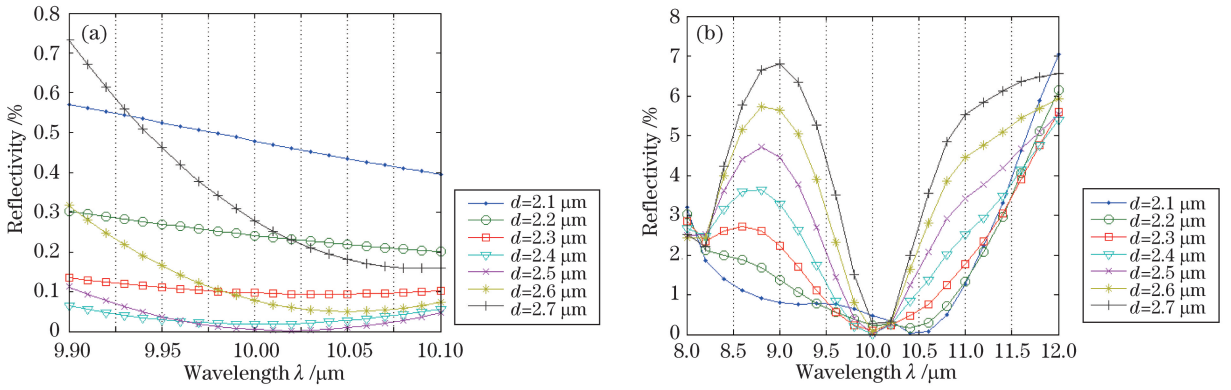 (a)
Reflectivity /%
0.8
0.7
0.6
0.5
0.4
0.3
0.2
0.1
0
9.90
9.95
10.00
10.05
10.10
Wavelength λ /μm
d=2.1 μm
d=2.2 μm
d=2.3 μm
d=2.4 μm
d=2.5 μm
d=2.6 μm
d=2.7 μm
(b)
Reflectivity /%
8
7
6
5
4
3
2
1
0
8.0
8.5
9.0
9.5
10.0
10.5
11.0
11.5
12.0
Wavelength λ /μm
d=2.1 μm
d=2.2 μm
d=2.3 μm
d=2.4 μm
d=2.5 μm
d=2.6 μm
d=2.7 μm